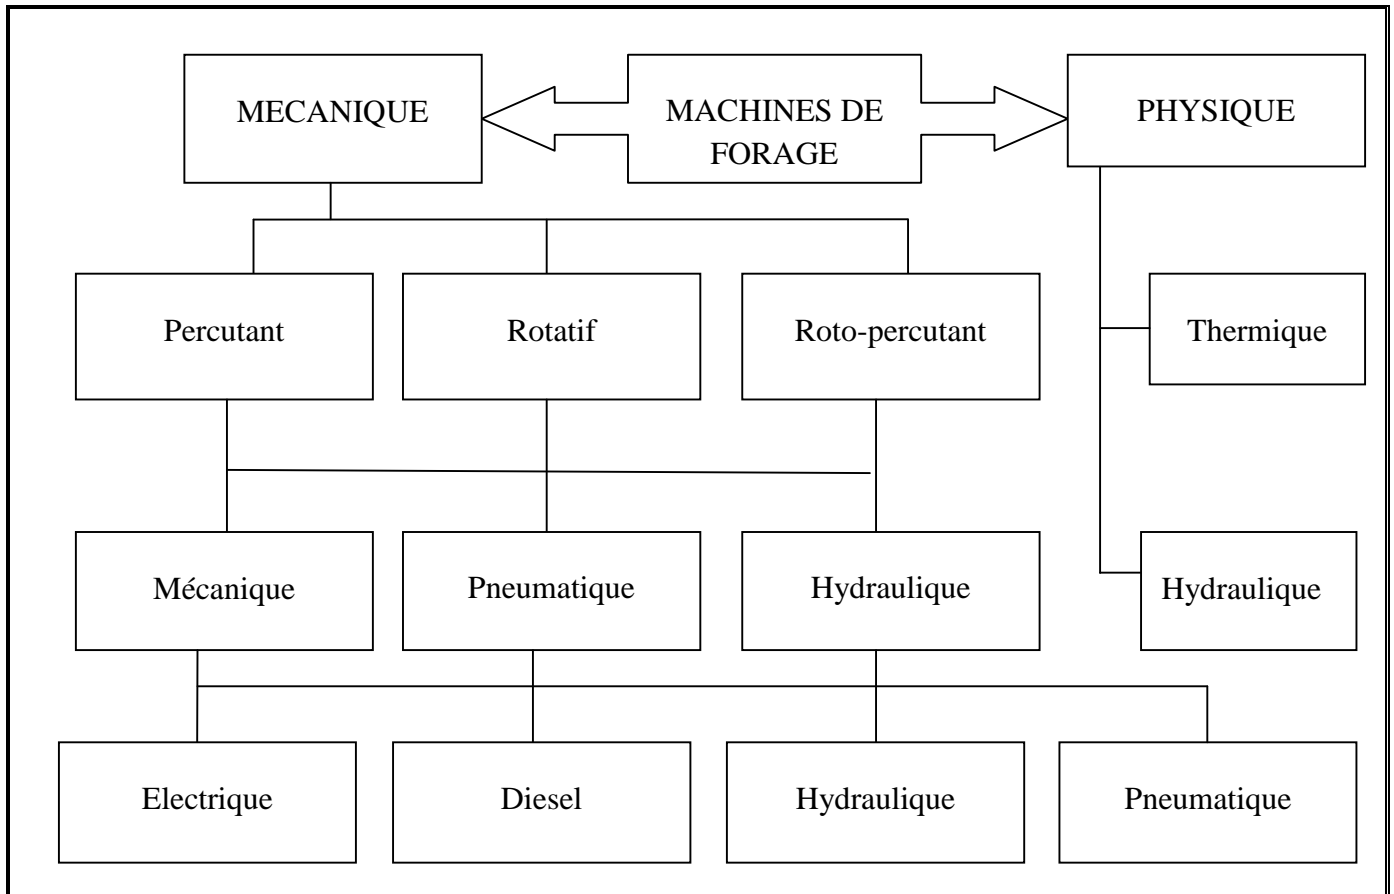 MECANIQUE
MACHINES DE
FORAGE
PHYSIQUE
Percutant
Rotatif
Roto-percutant
Thermique
Mécanique
Pneumatique
Hydraulique
Hydraulique
Electrique
Diesel
Hydraulique
Pneumatique